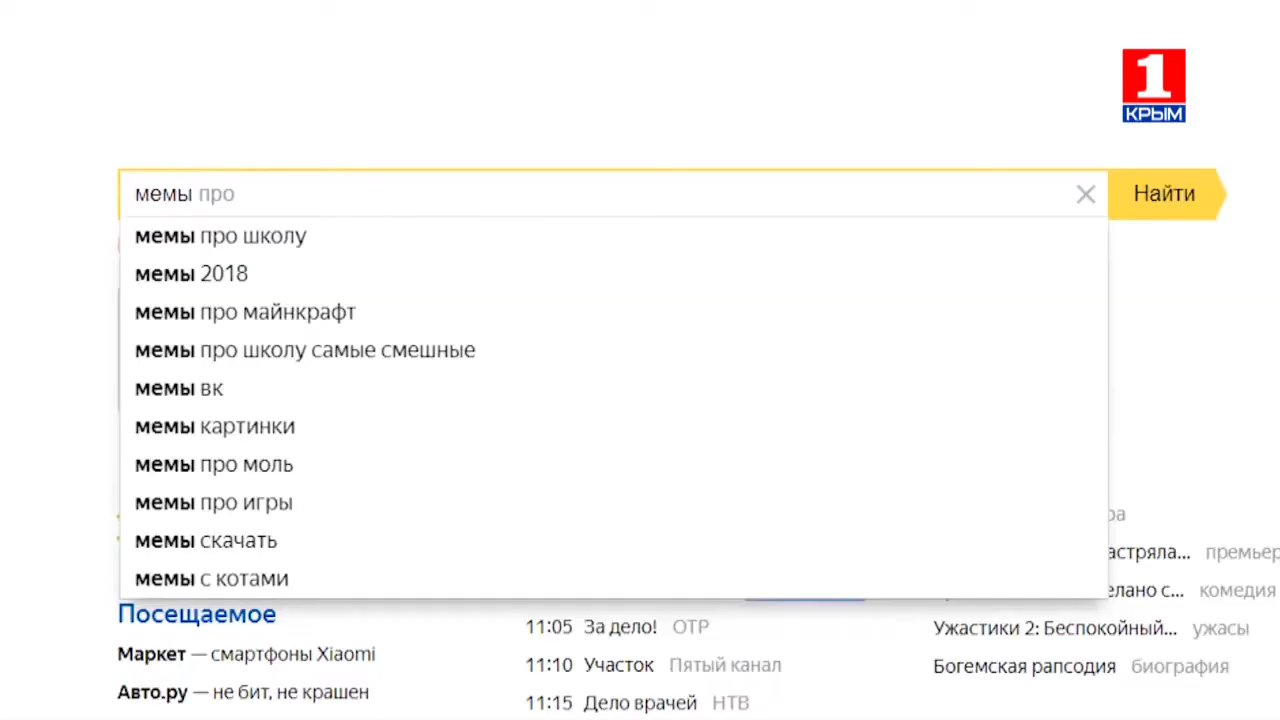 1
КРЫМ
мемы про
Найти
мемы про школу
мемы 2018
мемы про майнкрафт
мемы про школу самые смешные
мемы вк
мемы картинки
мемы про моль
мемы про игры
мемы скачать
мемы с котами
премьер
комедия
Посещаемое
Маркет — смартфоны Xiaomi
Авто.ру — не бит, не крашен
11:05 За дело! ОТР
11:10 Участок Пятый канал
11:15 Дело врачей НТВ
Ужастики 2: Беспокойный... ужасы
Богемская рапсодия биография